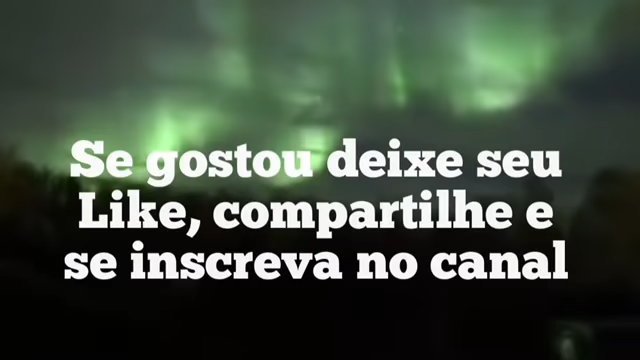 Se gostou deixe seu
Like, compartilhe e
se inscreva no canal